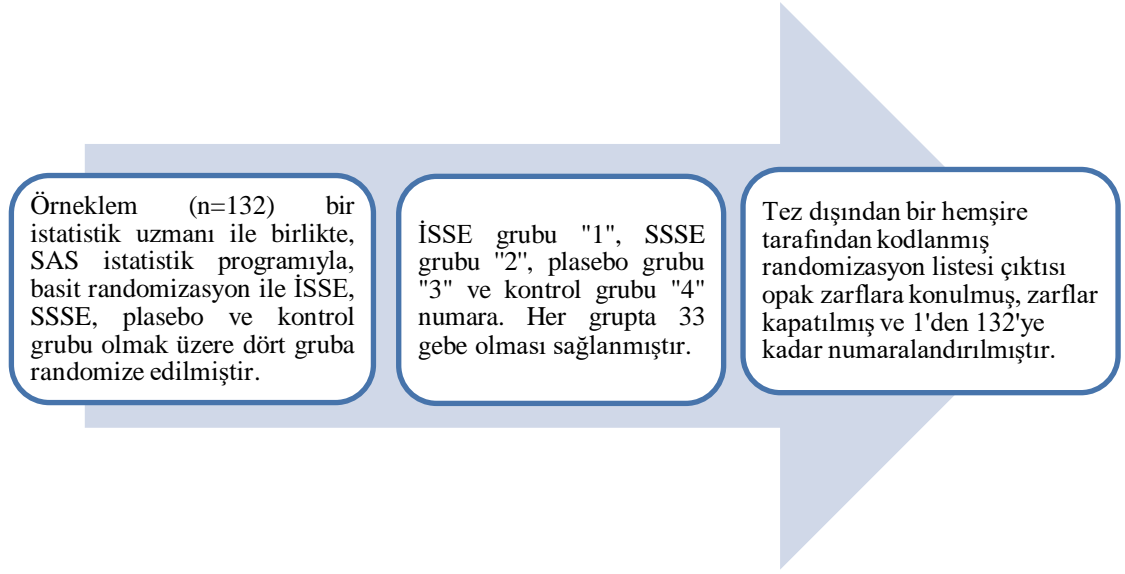 Örneklem (n=132) bir
istatistik uzmanı ile birlikte,
SAS istatistik programıyla,
basit randomizasyon ile İSSE,
SSSE, plasebo ve kontrol
grubu olmak üzere dört gruba
randomize edilmiştir.
İSSE grubu "1", SSSE
grubu "2", plasebo grubu
"3" ve kontrol grubu "4"
numara. Her grupta 33
gebe olması sağlanmıştır.
Tez dışından bir hemşire
tarafından kodlanmış
randomizasyon listesi çıktısı
opak zarflara konulmuş, zarflar
kapatılmış ve 1'den 132'ye
kadar numaralandırılmıştır.